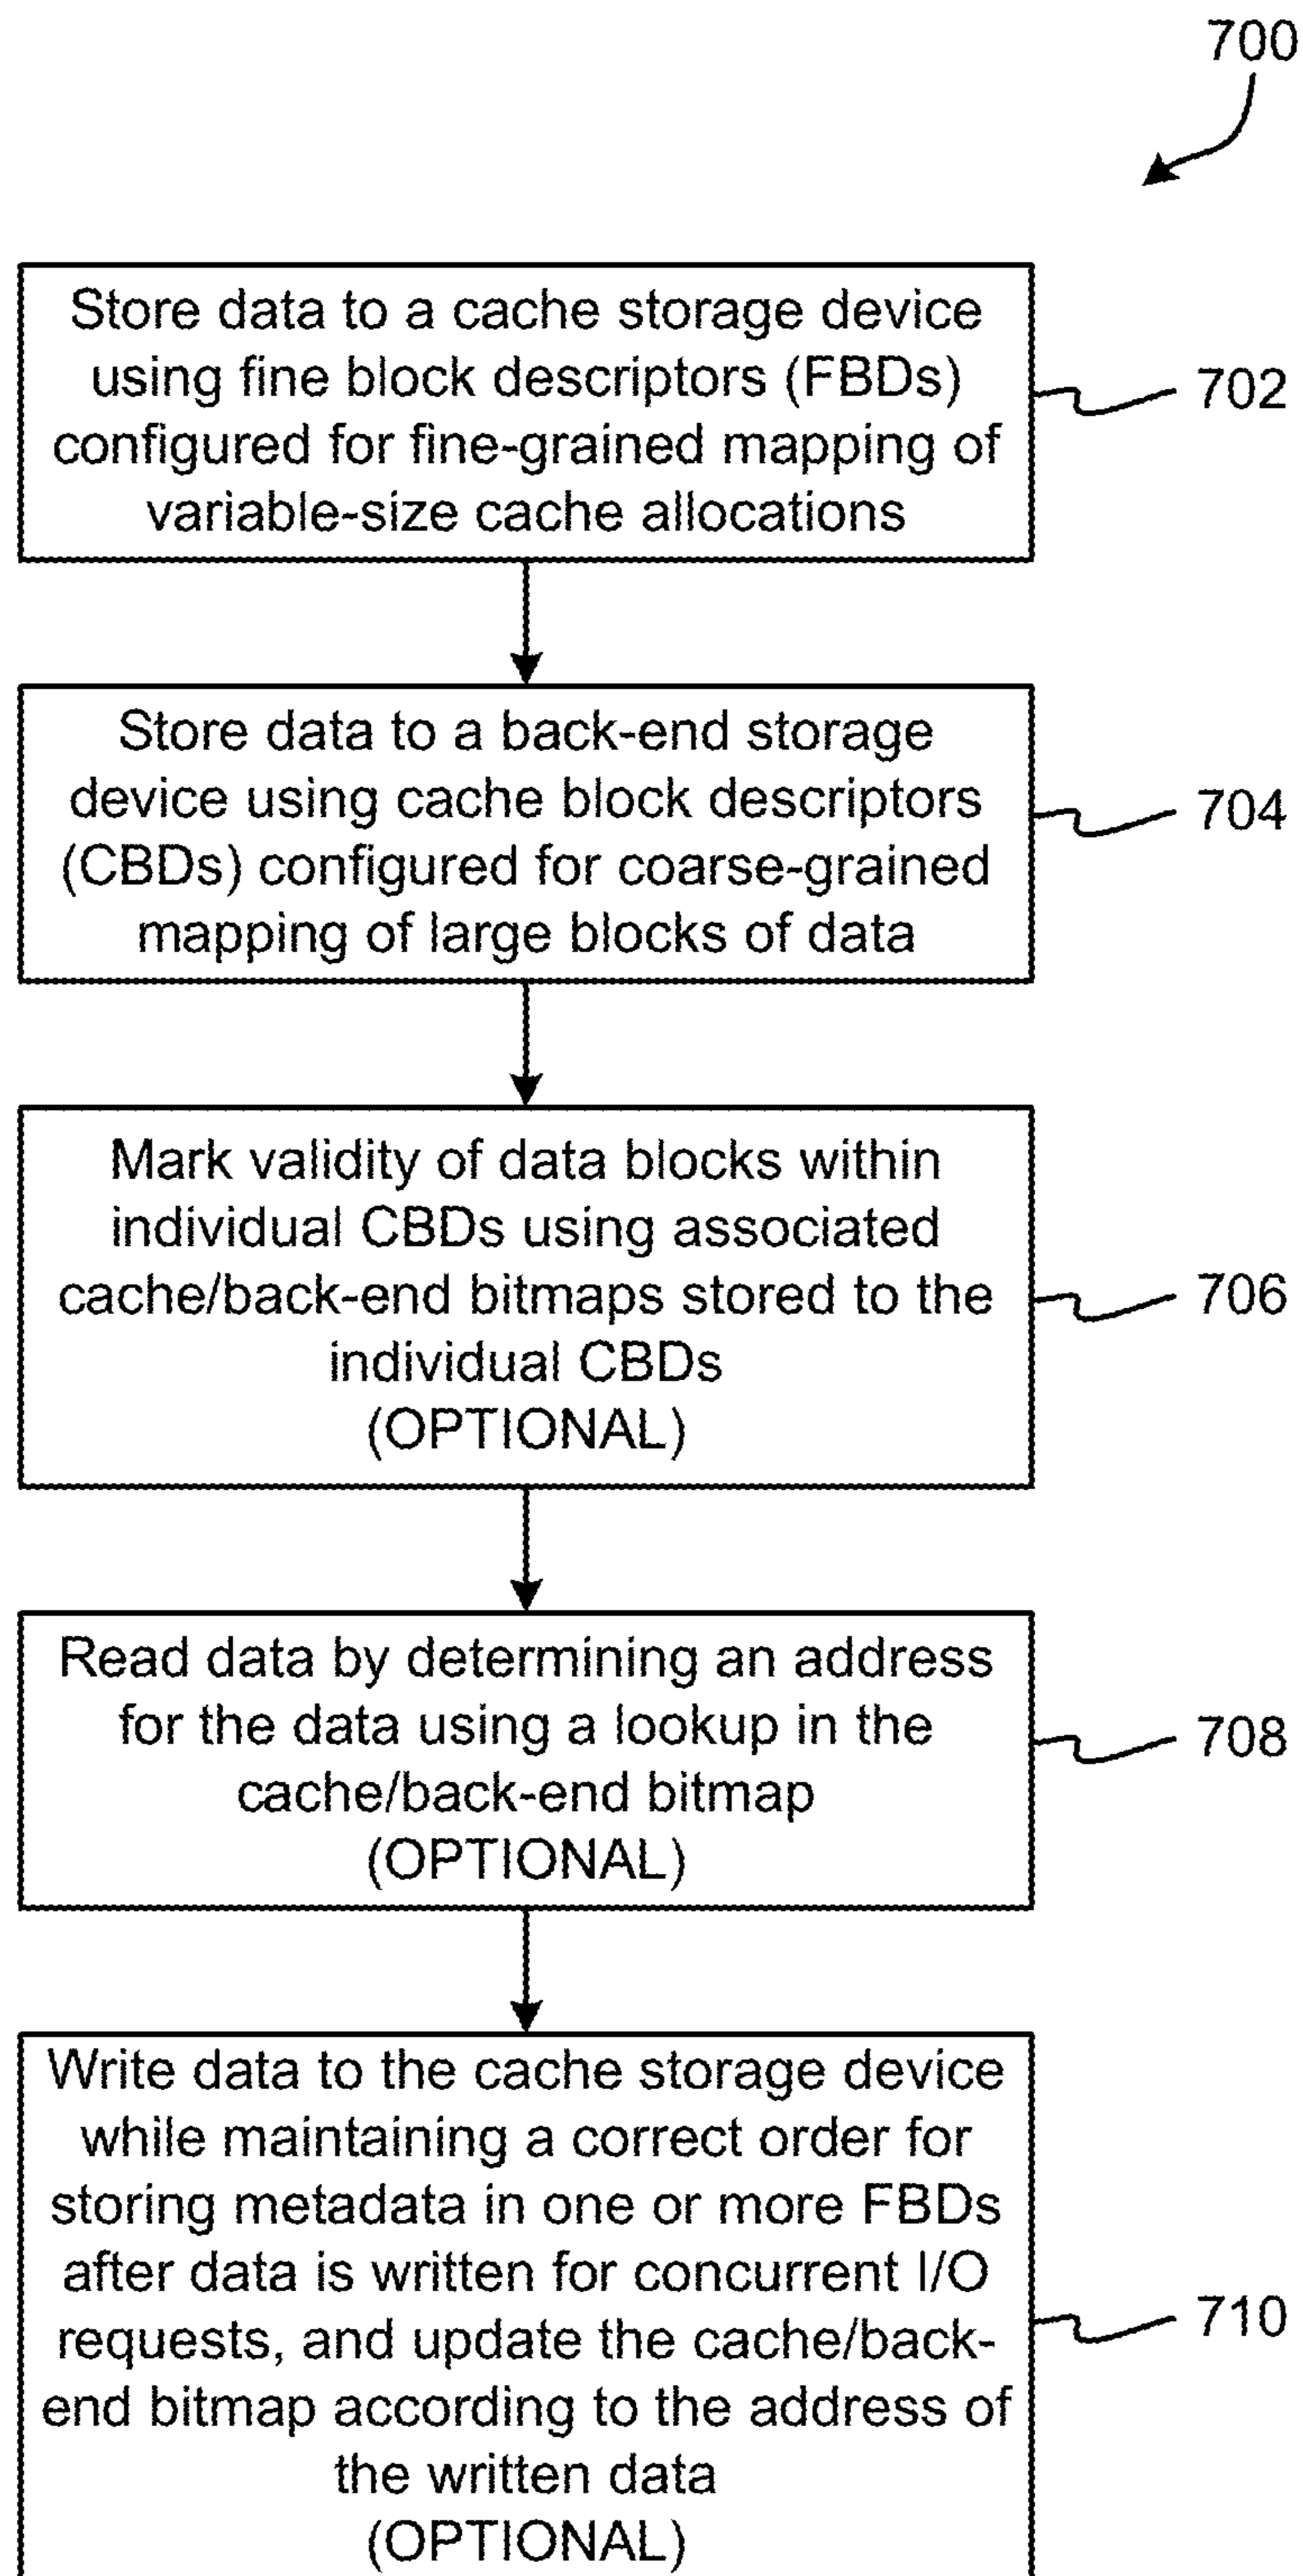 700
Store data to a cache storage device
using fine block descriptors (FBDs)
configured for fine-grained mapping of
variable-size cache allocations
702
Store data to a back-end storage
device using cache block descriptors
(CBDs) configured for coarse-grained
mapping of large blocks of data
704
Mark validity of data blocks within
individual CBDs using associated
cache/back-end bitmaps stored to the
individual CBDs
(OPTIONAL)
706
Read data by determining an address
for the data using a lookup in the
cache/back-end bitmap
(OPTIONAL)
708
Write data to the cache storage device
while maintaining a correct order for
storing metadata in one or more FBDs
after data is written for concurrent I/O
requests, and update the cache/back-
end bitmap according to the address of
the written data
(OPTIONAL)
710